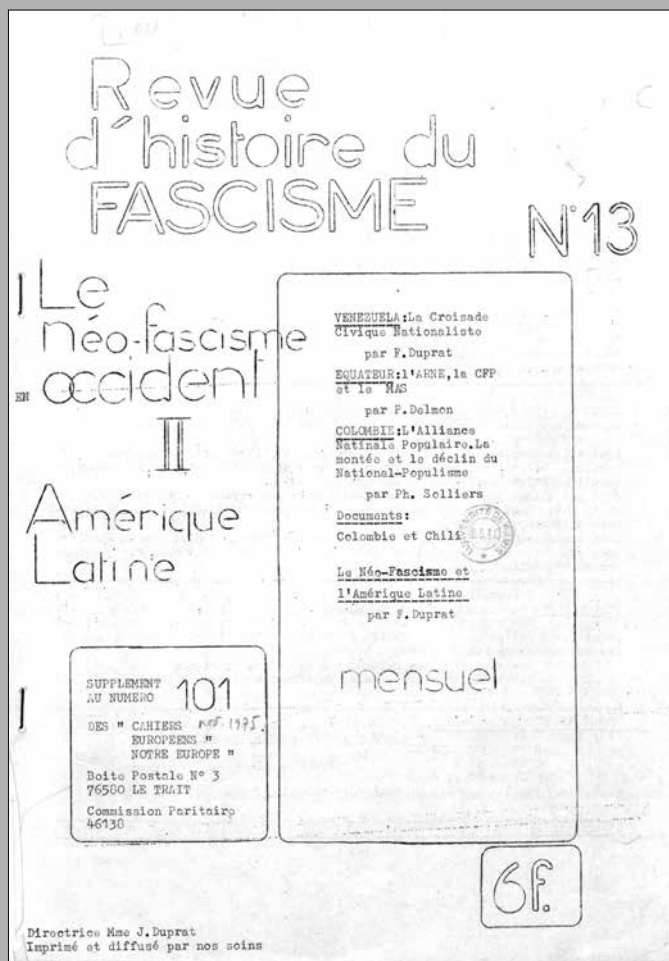 Revue
d'histoire du
FASCISME
N°13
Le
néo-fascisme
EN occident
II
Amérique
Latine
VENEZUELA:La Croisade
Civique Nationaliste
par F.Duprat
EQUATEUR:l'ARNE,la CFP
et le MAS
par P.Delmon
COLOMBIE:L'Alliance
Natinale Populaire.La
montée et le déclin du
National-Populisme
par Ph. Solliers
Documents:
Colombie et Chili
Le Néo-Fascisme et
l'Amérique Latine
par F.Duprat
mensuel
SUPPLEMENT
AU NUMERO 101
DES " CAHIERS nov. 1975.
EUROPEENS "
NOTRE EUROPE "
Boite Postale N° 3
76580 LE TRAIT
Commission Paritaire
46138
6f.
Directrice Mme J.Duprat
Imprimé et diffusé par nos soins